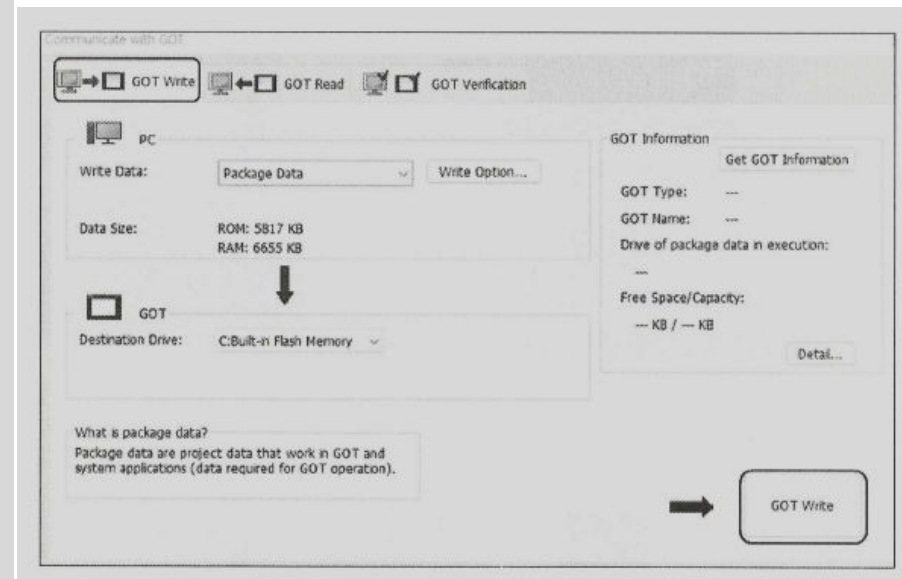 Communicate with GOT
GOT Write GOT Read GOT Verification
PC
Write Data: Package Data Write Option...
Data Size: ROM: 5817 KB
RAM: 6655 KB
GOT
Destination Drive: C:Built-in Flash Memory
What is package data?
Package data are project data that work in GOT and
system applications (data required for GOT operation).
GOT Information
Get GOT Information
GOT Type: ---
GOT Name: ---
Drive of package data in execution:
---
Free Space/Capacity:
--- KB / --- KB
Detail...
GOT Write